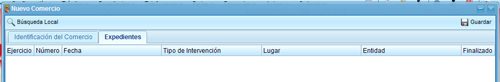 Nuevo Comercio
Búsqueda Local Guardar
Identificación del Comercio Expedientes
Ejercicio Número Fecha Tipo de Intervención Lugar Entidad Finalizado